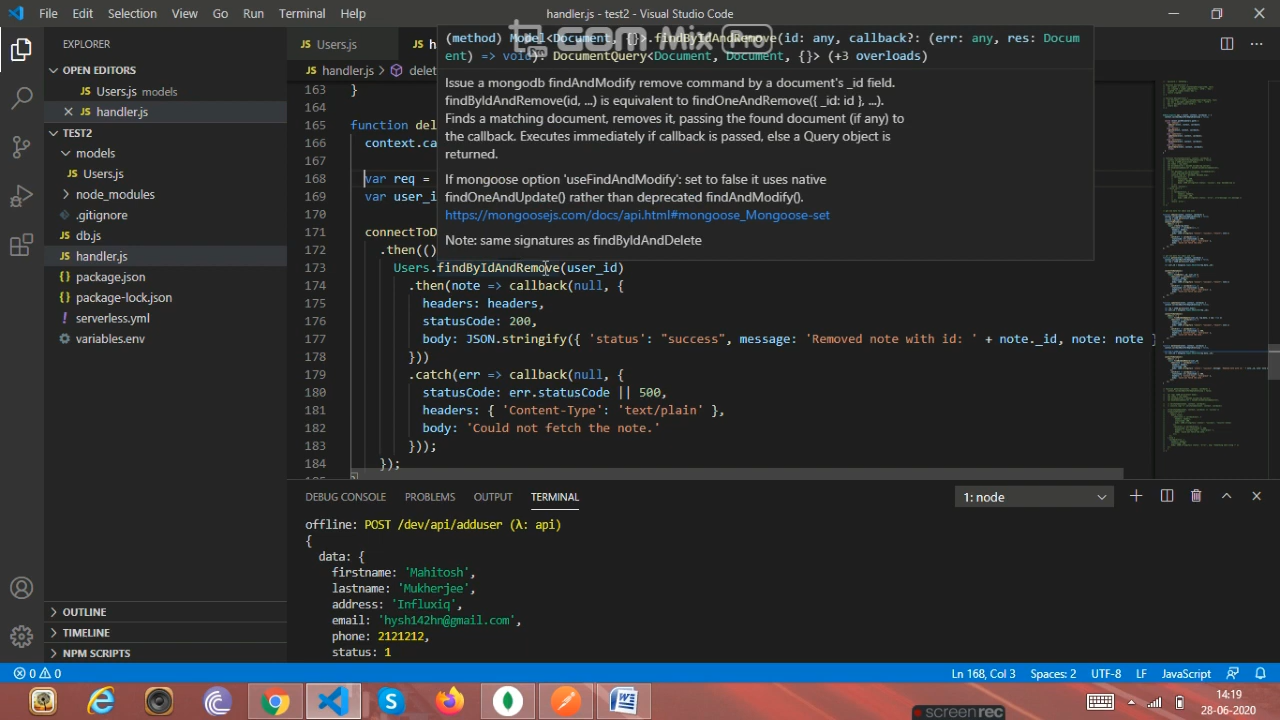 File Edit Selection View Go Run Terminal Help
handler.js - test2 - Visual Studio Code
GOM Mix Pro
EXPLORER
OPEN EDITORS
Users.js models
handler.js
TEST2
models
Users.js
node_modules
.gitignore
db.js
handler.js
package.json
package-lock.json
serverless.yml
variables.env
OUTLINE
TIMELINE
NPM SCRIPTS
Users.js
handler.js
(method) Model<Document, {}>.findByIdAndRemove(id: any, callback?: (err: any, res: Docum
ent) => void): DocumentQuery<Document, Document, {}> (+3 overloads)
Issue a mongodb findAndModify remove command by a document's _id field.
findByIdAndRemove(id, ...) is equivalent to findOneAndRemove({ _id: id }, ...).
Finds a matching document, removes it, passing the found document (if any) to
the callback. Executes immediately if callback is passed, else a Query object is
returned.
If mongoose option 'useFindAndModify': set to false it uses native
findOneAndUpdate() rather than deprecated findAndModify().
https://mongoosejs.com/docs/api.html#mongoose_Mongoose-set
Note: same signatures as findByIdAndDelete
163 }
164
165 function del
166 context.ca
167
168 var req =
169 var user_i
170
171 connectToD
172 .then(()
173 Users.findByIdAndRemove(user_id)
174 .then(note => callback(null, {
175 headers: headers,
176 statusCode: 200,
177 body: JSON.stringify({ 'status': "success", message: 'Removed note with id: ' + note._id, note: note }
178 }))
179 .catch(err => callback(null, {
180 statusCode: err.statusCode || 500,
181 headers: { 'Content-Type': 'text/plain' },
182 body: 'Could not fetch the note.'
183 }));
184 });
DEBUG CONSOLE PROBLEMS OUTPUT TERMINAL
1: node
offline: POST /dev/api/adduser (λ: api)
{
data: {
firstname: 'Mahitosh',
lastname: 'Mukherjee',
address: 'Influxiq',
email: 'hysh142hn@gmail.com',
phone: 2121212,
status: 1
0 0
Ln 168, Col 3 Spaces: 2 UTF-8 LF JavaScript
screenrec
14:19
28-06-2020